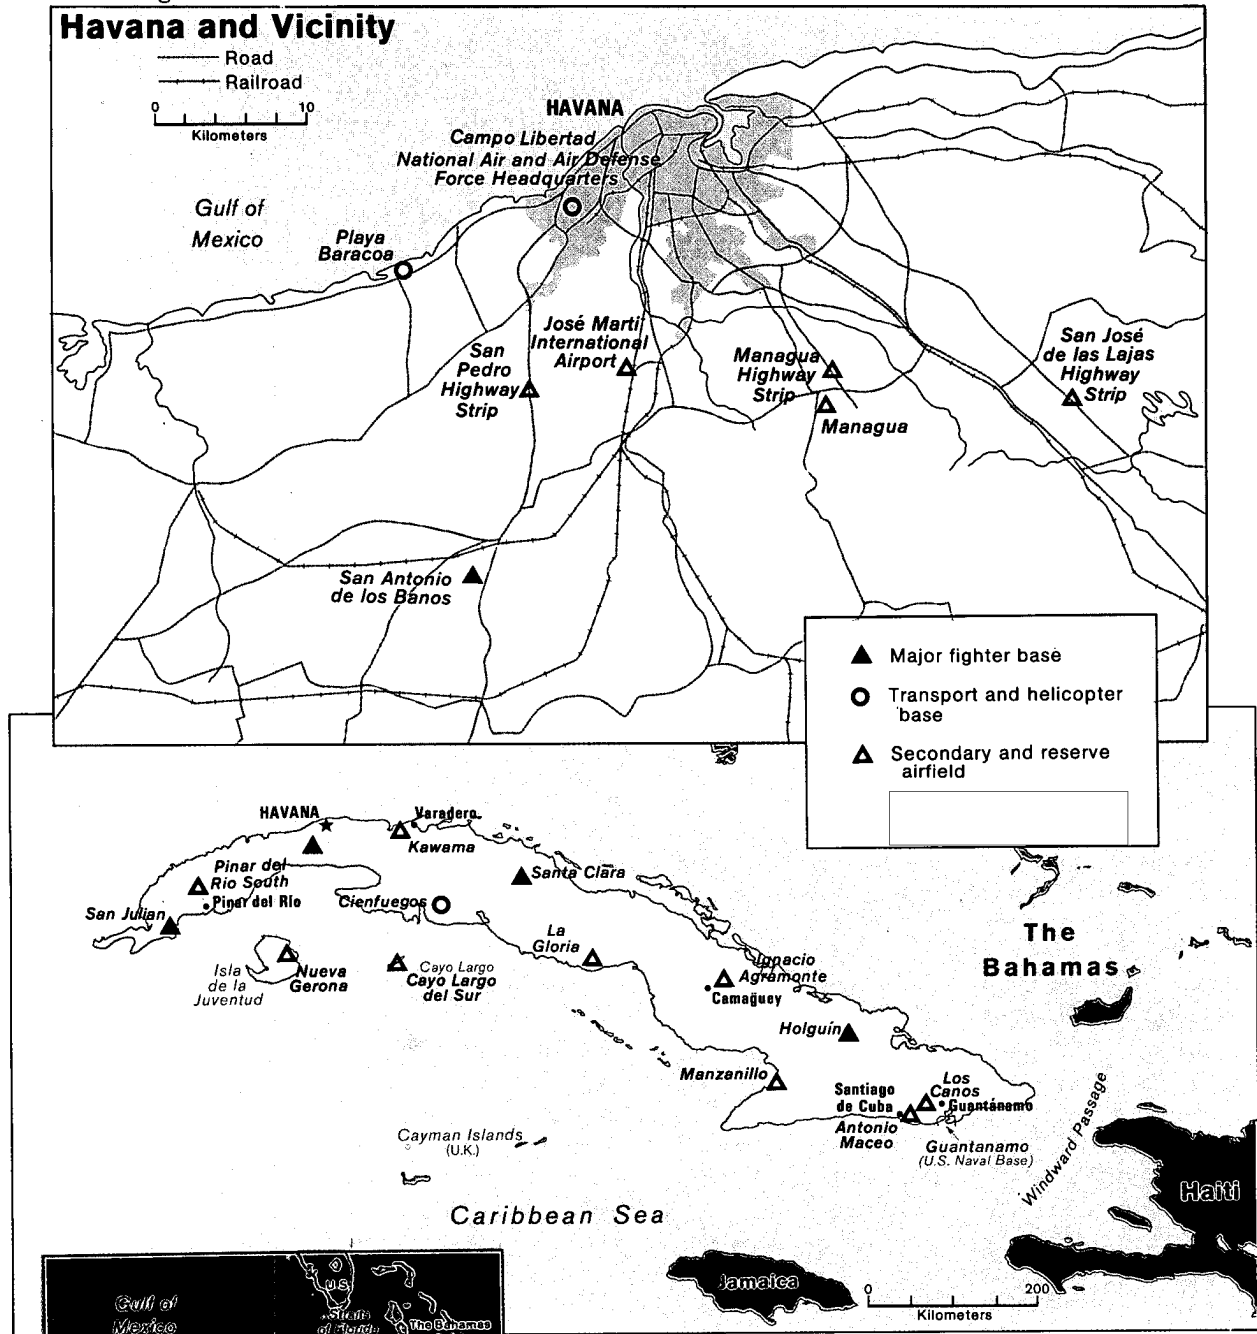 Havana and Vicinity
Road
Railroad
0 10
Kilometers
HAVANA
Campo Libertad
National Air and Air Defense
Force Headquarters
Gulf of
Mexico
Playa
Baracoa
José Marti
International
Airport
San
Pedro
Highway
Strip
Managua
Highway
Strip
Managua
San José
de las Lajas
Highway
Strip
San Antonio
de los Banos
Major fighter base
Transport and helicopter
base
Secondary and reserve
airfield
HAVANA
Varadero
Kawama
Pinar del
Rio South
Pinar del Río
San Julian
Cienfuegos
Santa Clara
La
Gloria
Isla
de la
Juventud
Nueva
Gerona
Cayo Largo
Cayo Largo
del Sur
Ignacio
Agramonte
Camagüey
Holguín
The
Bahamas
Manzanillo
Santiago
de Cuba
Antonio
Maceo
Los
Canos
Guantánamo
Guantanamo
(U.S. Naval Base)
Windward Passage
Cayman Islands
(U.K.)
Caribbean Sea
Haiti
Jamaica
0 200
Kilometers
Gulf of
Mexico
U.S.
Straits
of Florida
The Bahamas